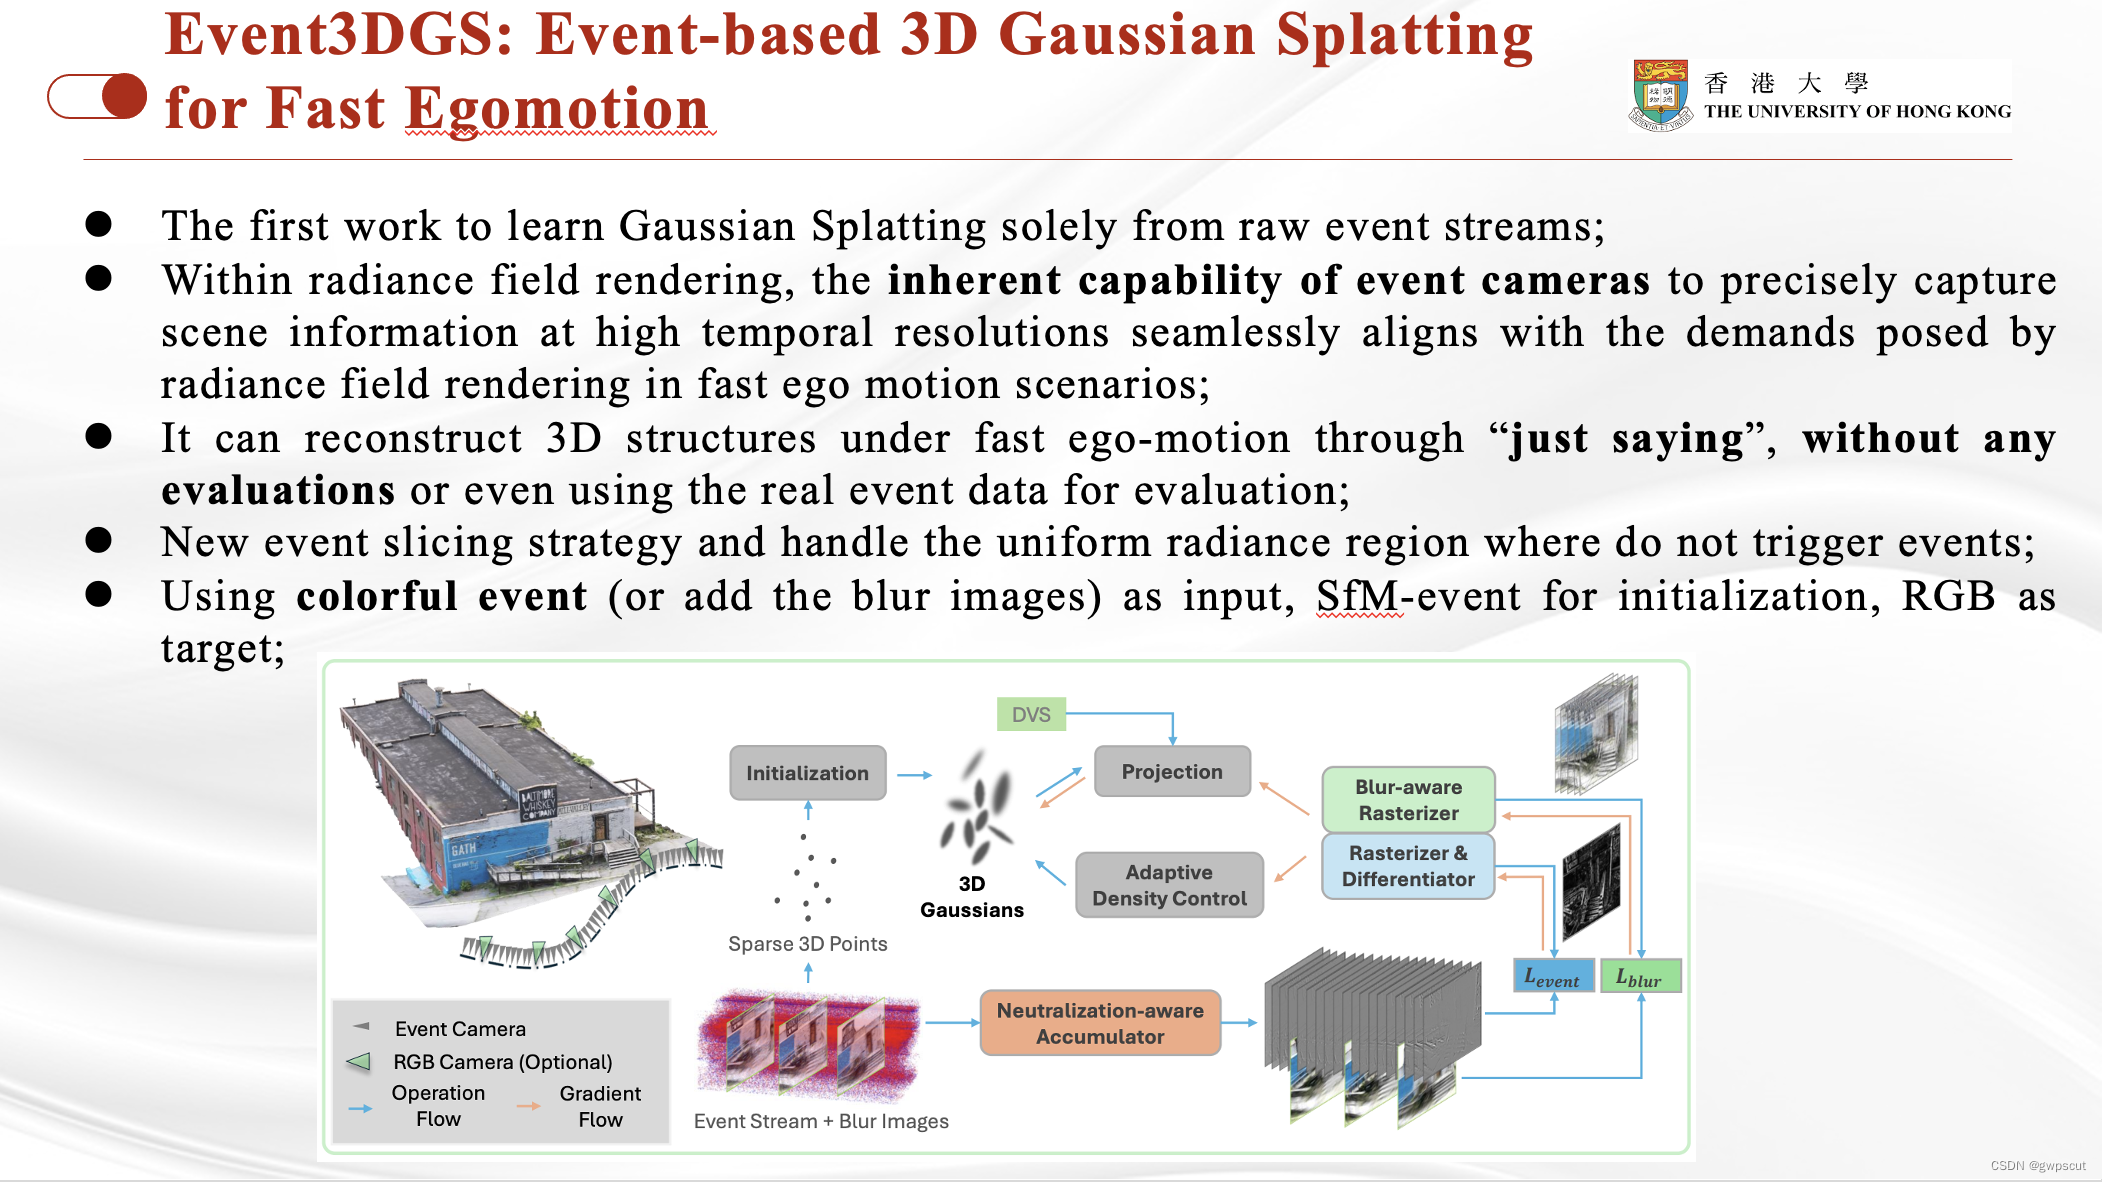 Event3DGS: Event-based 3D Gaussian Splatting
for Fast Egomotion
香 港 大 學
THE UNIVERSITY OF HONG KONG
● The first work to learn Gaussian Splatting solely from raw event streams;
● Within radiance field rendering, the inherent capability of event cameras to precisely capture
scene information at high temporal resolutions seamlessly aligns with the demands posed by
radiance field rendering in fast ego motion scenarios;
● It can reconstruct 3D structures under fast ego-motion through “just saying”, without any
evaluations or even using the real event data for evaluation;
● New event slicing strategy and handle the uniform radiance region where do not trigger events;
● Using colorful event (or add the blur images) as input, SfM-event for initialization, RGB as
target;
BALTIMORE
WHISKEY
COMPANY
GATH
DVS
Initialization
Projection
Blur-aware
Rasterizer
Rasterizer &
Differentiator
Adaptive
Density Control
3D
Gaussians
Sparse 3D Points
L_event
L_blur
Neutralization-aware
Accumulator
Event Stream + Blur Images
Event Camera
RGB Camera (Optional)
Operation
Flow
Gradient
Flow
CSDN @gwpscut